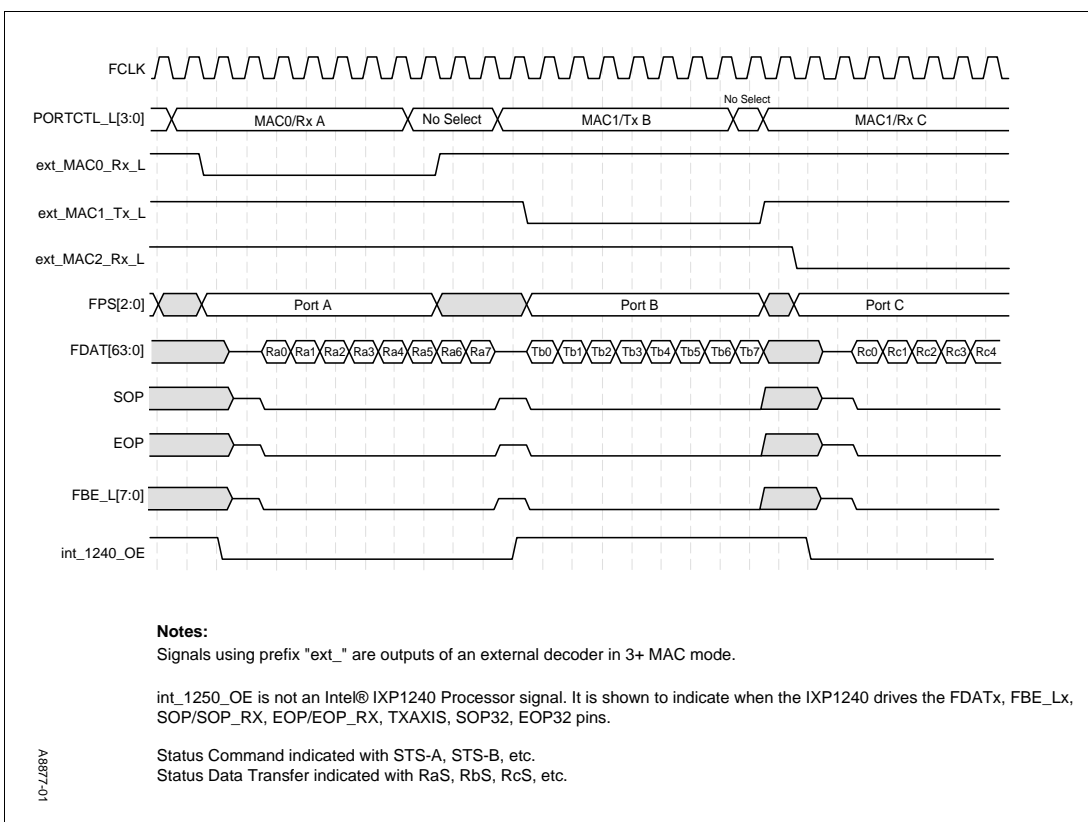 FCLK
No Select
PORTCTL_L[3:0] MAC0/Rx A No Select MAC1/Tx B MAC1/Rx C
ext_MAC0_Rx_L
ext_MAC1_Tx_L
ext_MAC2_Rx_L
FPS[2:0] Port A Port B Port C
FDAT[63:0] Ra0 Ra1 Ra2 Ra3 Ra4 Ra5 Ra6 Ra7 Tb0 Tb1 Tb2 Tb3 Tb4 Tb5 Tb6 Tb7 Rc0 Rc1 Rc2 Rc3 Rc4
SOP
EOP
FBE_L[7:0]
int_1240_OE
Notes:
Signals using prefix "ext_" are outputs of an external decoder in 3+ MAC mode.
int_1250_OE is not an Intel® IXP1240 Processor signal. It is shown to indicate when the IXP1240 drives the FDATx, FBE_Lx,
SOP/SOP_RX, EOP/EOP_RX, TXAXIS, SOP32, EOP32 pins.
Status Command indicated with STS-A, STS-B, etc.
Status Data Transfer indicated with RaS, RbS, RcS, etc.
A8877-01